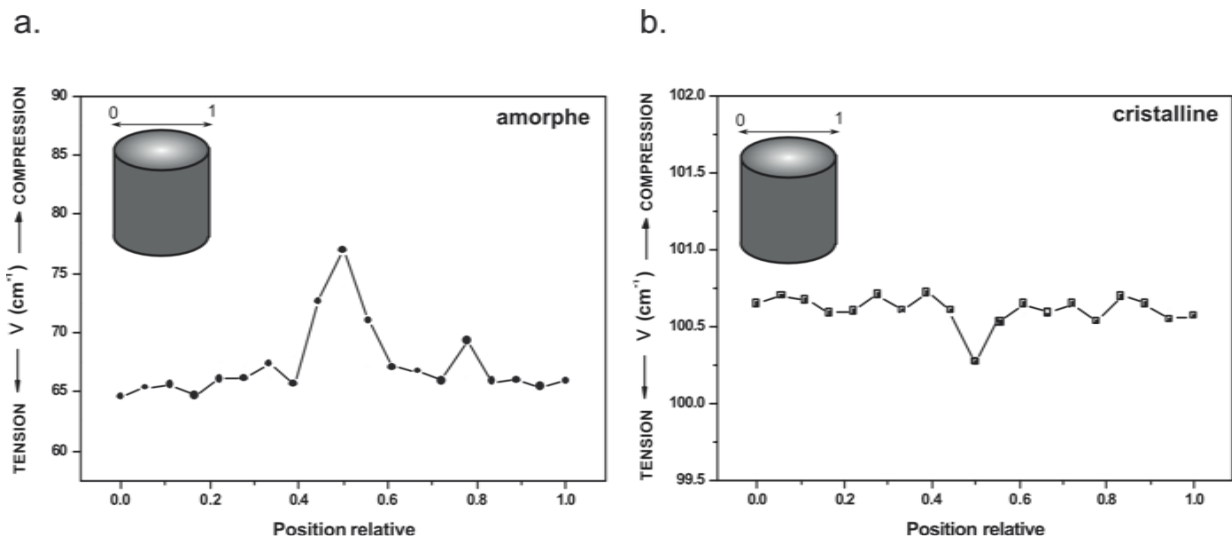 a.
90
85
80
75
70
65
60
TENSION ← V (cm⁻¹) → COMPRESSION
0 1
amorphe
0.0 0.2 0.4 0.6 0.8 1.0
Position relative
b.
102.0
101.5
101.0
100.5
100.0
99.5
TENSION ← V (cm⁻¹) → COMPRESSION
0 1
cristalline
0.0 0.2 0.4 0.6 0.8 1.0
Position relative